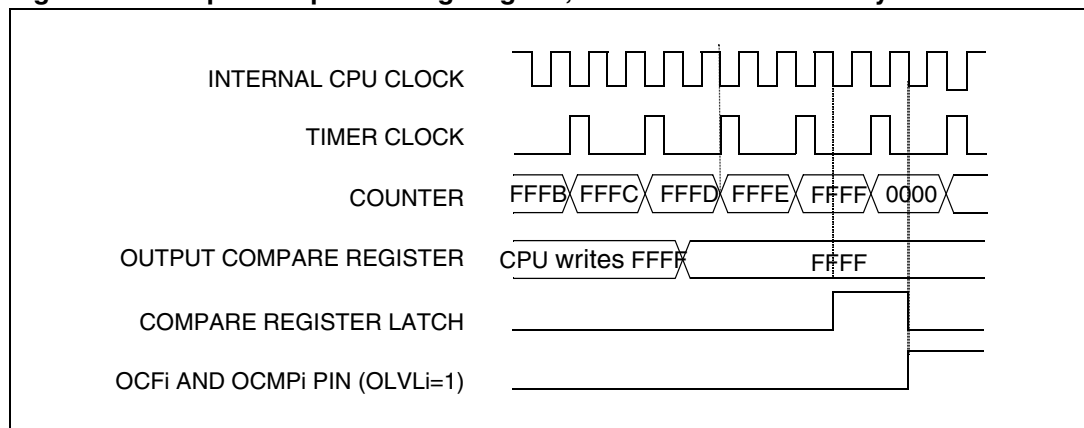 INTERNAL CPU CLOCK
TIMER CLOCK
COUNTER FFFB FFFC FFFD FFFE FFFF 0000
OUTPUT COMPARE REGISTER CPU writes FFFF FFFF
COMPARE REGISTER LATCH
OCFi AND OCMPi PIN (OLVLi=1)